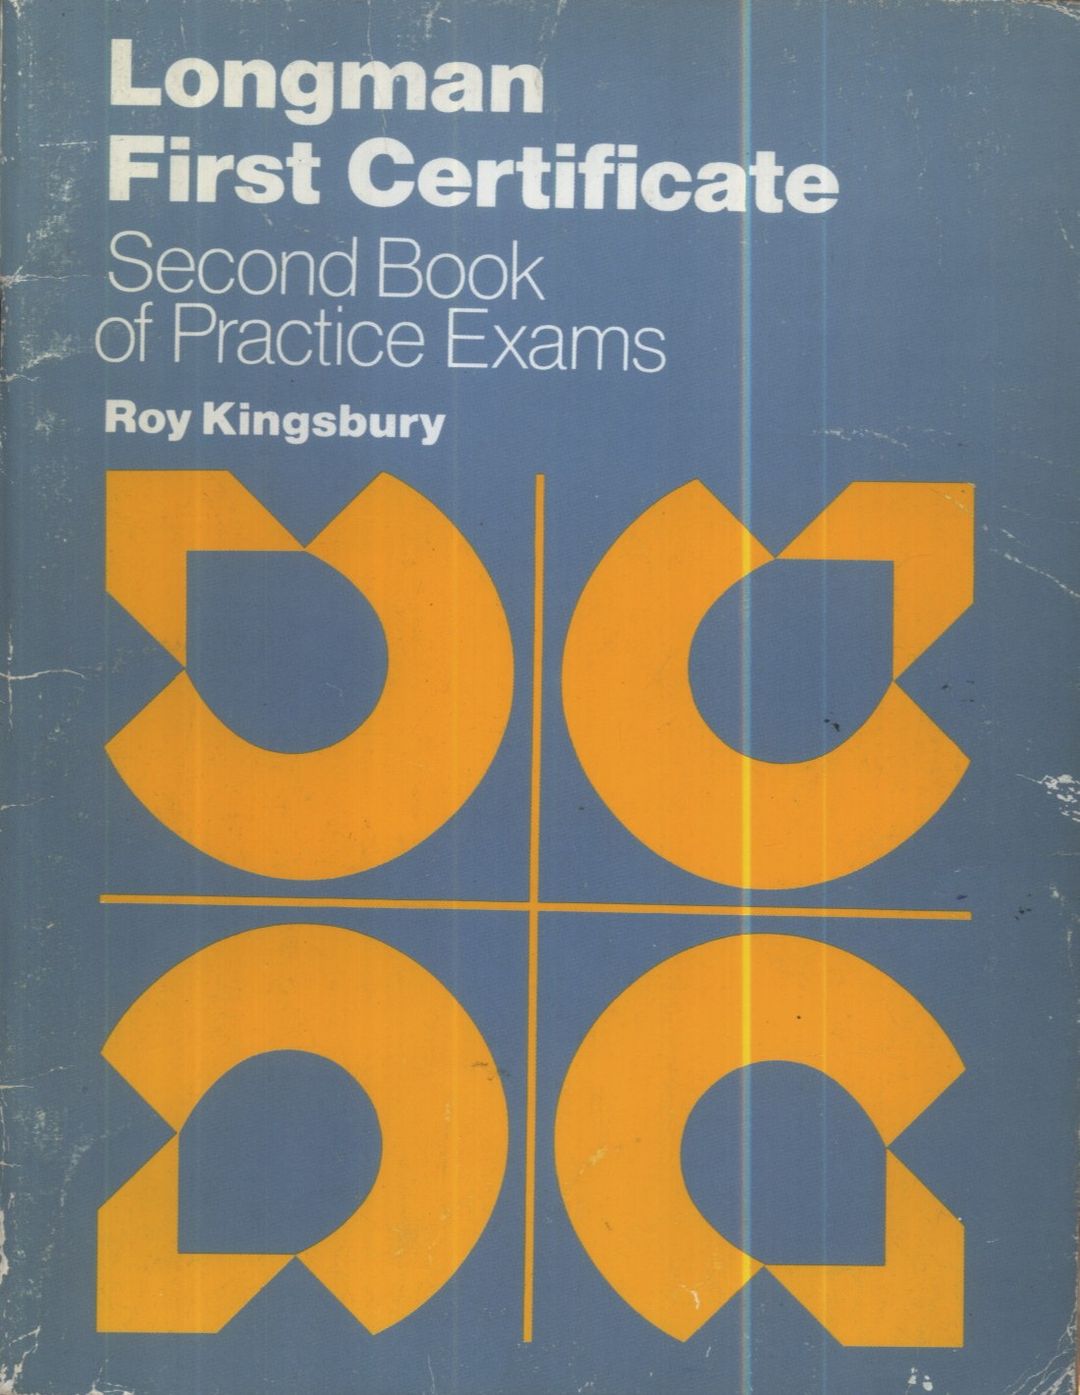 Longman
First Certificate
Second Book
of Practice Exams
Roy Kingsbury